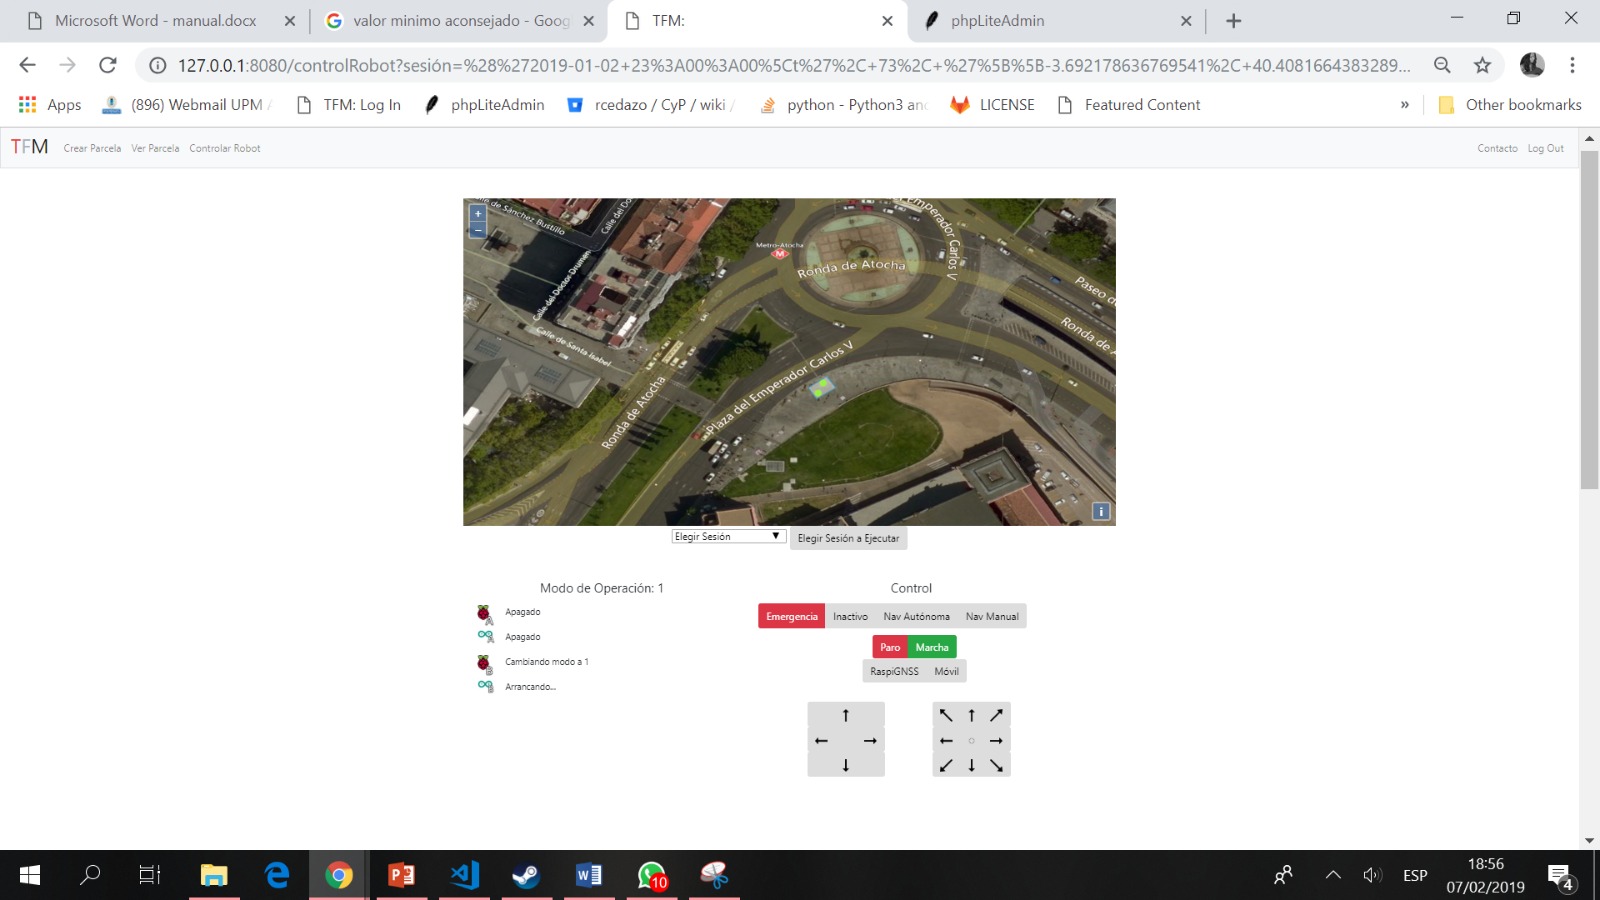 Microsoft Word - manual.docx
valor minimo aconsejado - Goog
TFM:
phpLiteAdmin
127.0.0.1:8080/controlRobot?sesión=%28%272019-01-02+23%3A00%3A00%5Ct%27%2C+73%2C+%27%5B%5B-3.692178636769541%2C+40.4081664383289...
Apps
(896) Webmail UPM A
TFM: Log In
phpLiteAdmin
rcedazo / CyP / wiki /
python - Python3 and
LICENSE
Featured Content
»
Other bookmarks
TFM
Crear Parcela
Ver Parcela
Controlar Robot
Contacto
Log Out
+
−
Calle de Sánchez Bustillo
Calle del Do
Calle del Doctor Drumén
Calle de Santa Isabel
Metro-Atocha
M
Ronda de Atocha
l Emperador Carlos V
Paseo d
Ronda de A
Plaza del Emperador Carlos V
Ronda de Atocha
i
Elegir Sesión
Elegir Sesión a Ejecutar
Modo de Operación: 1
A Apagado
A Apagado
B Cambiando modo a 1
B Arrancando...
Control
Emergencia
Inactivo
Nav Autónoma
Nav Manual
Paro
Marcha
RaspiGNSS
Móvil
10
ESP
18:56
07/02/2019
4